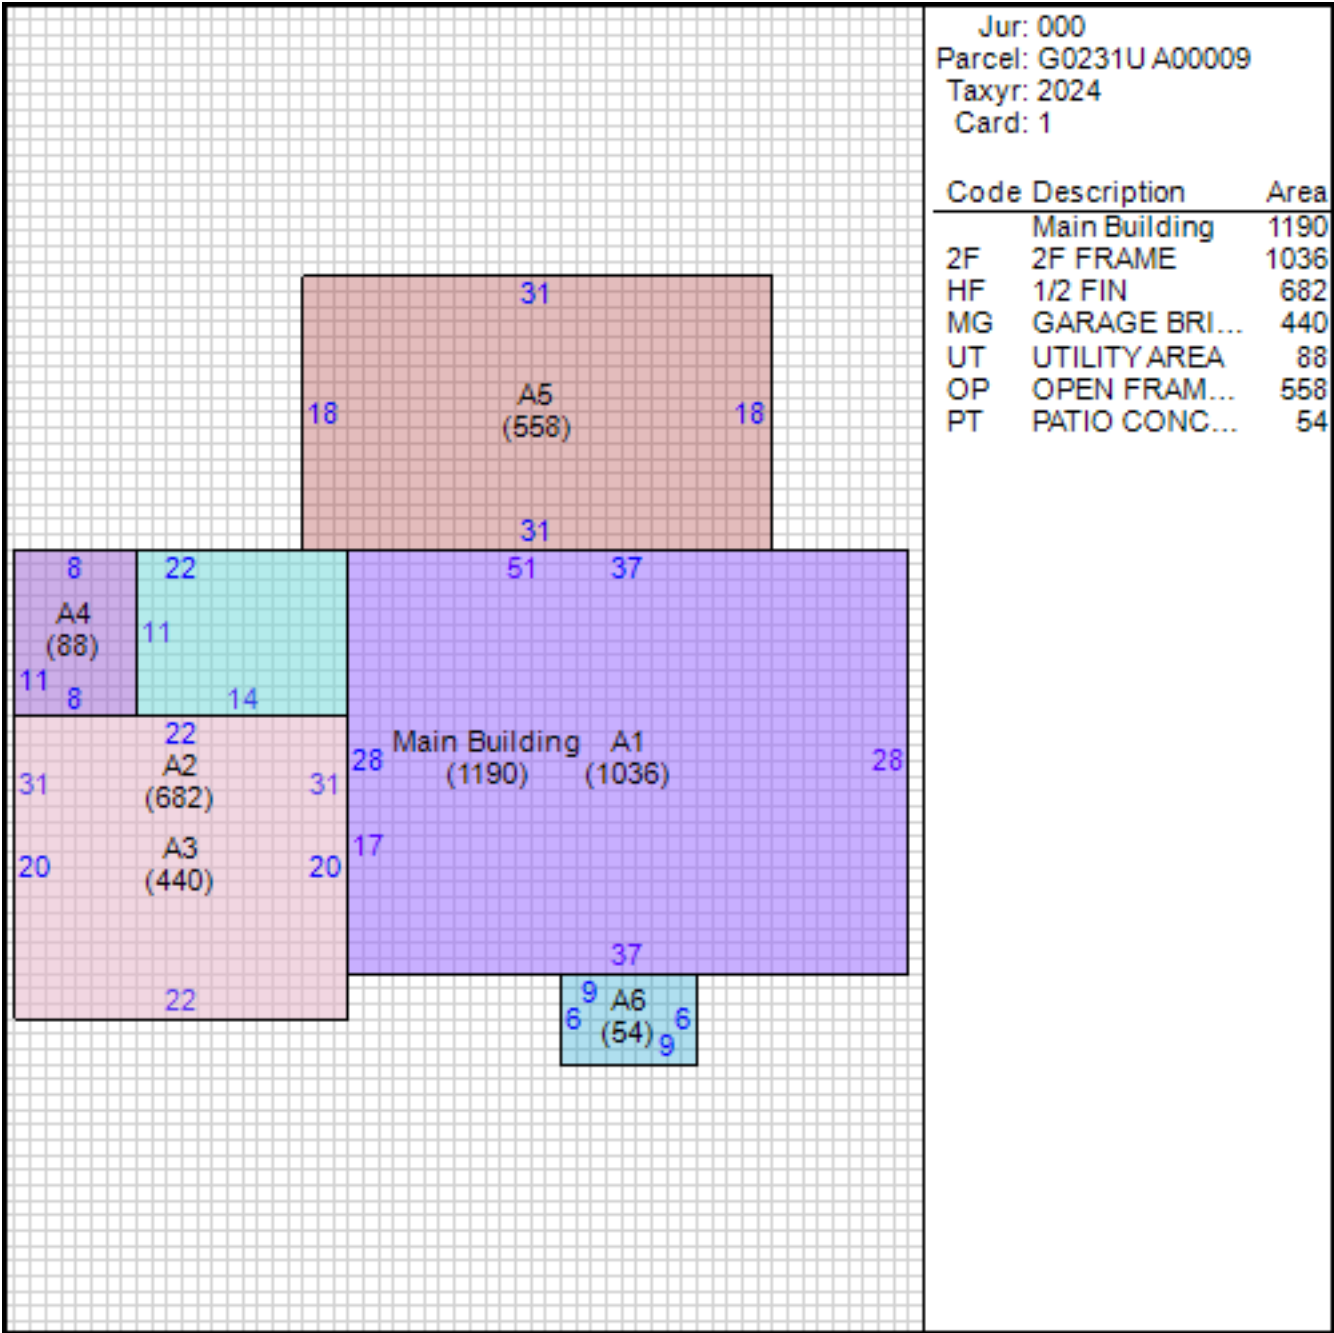 Jur: 000
Parcel: G0231U A00009
Taxyr: 2024
Card: 1
Code Description Area
Main Building 1190
2F 2F FRAME 1036
HF 1/2 FIN 682
MG GARAGE BRI... 440
UT UTILITY AREA 88
OP OPEN FRAM... 558
PT PATIO CONC... 54
31
A5
18 (558) 18
31
8 22 51 37
A4
(88) 11
11
8 14
22
A2
31 (682) 31
28 Main Building A1 28
(1190) (1036)
A3
20 (440) 20
17
37
22
9 A6
6 (54) 6
9